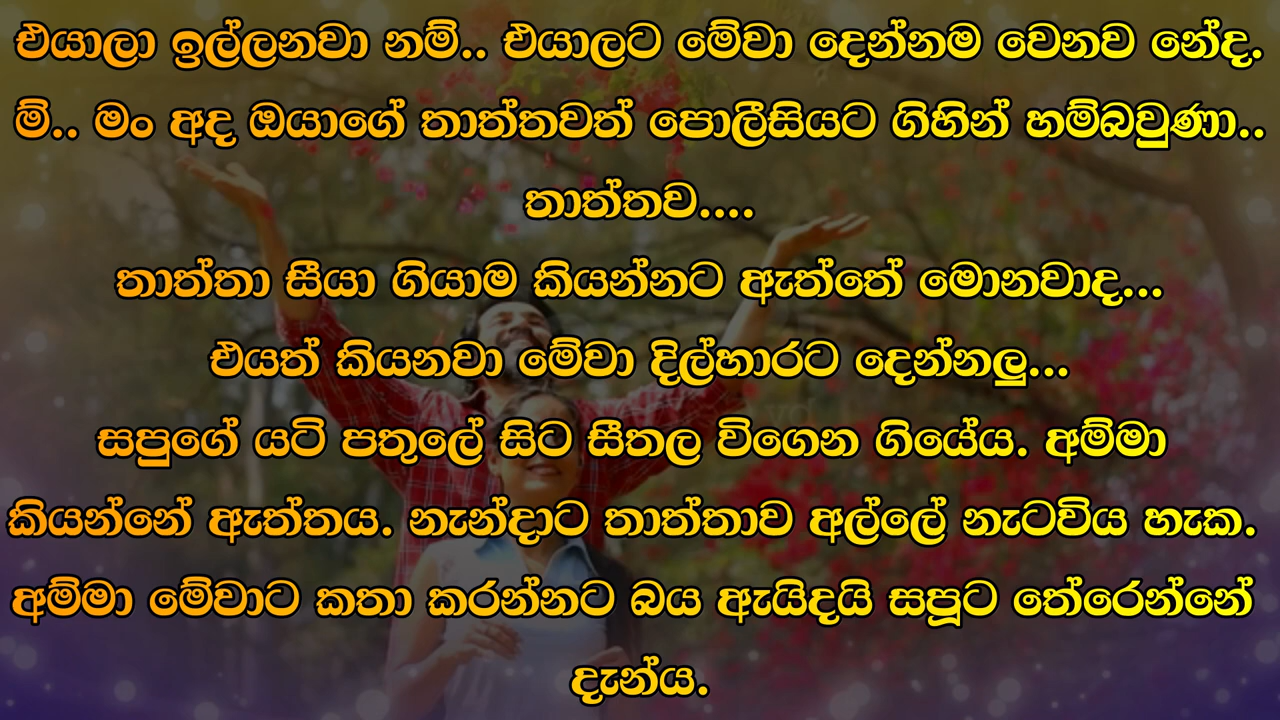 එයාලා ඉල්ලනවා නම්.. එයාලට මේවා දෙන්නම වෙනව නේද.
ම්.. මං අද ඔයාගේ තාත්තවත් පොලීසියට ගිහින් හම්බවුණා..
තාත්තව....
තාත්තා සීයා ගියාම කියන්නට ඇත්තේ මොනවාද...
එයත් කියනවා මේවා දිල්හාරට දෙන්නලු...
සපුගේ යටි පතුලේ සිට සීතල විගෙන ගියේය. අම්මා
කියන්නේ ඇත්තය. නැන්දාට තාත්තාව අල්ලේ නැටවිය හැක.
අම්මා මේවාට කතා කරන්නට බය ඇයිදයි සපූට තේරෙන්නේ
දැන්ය.